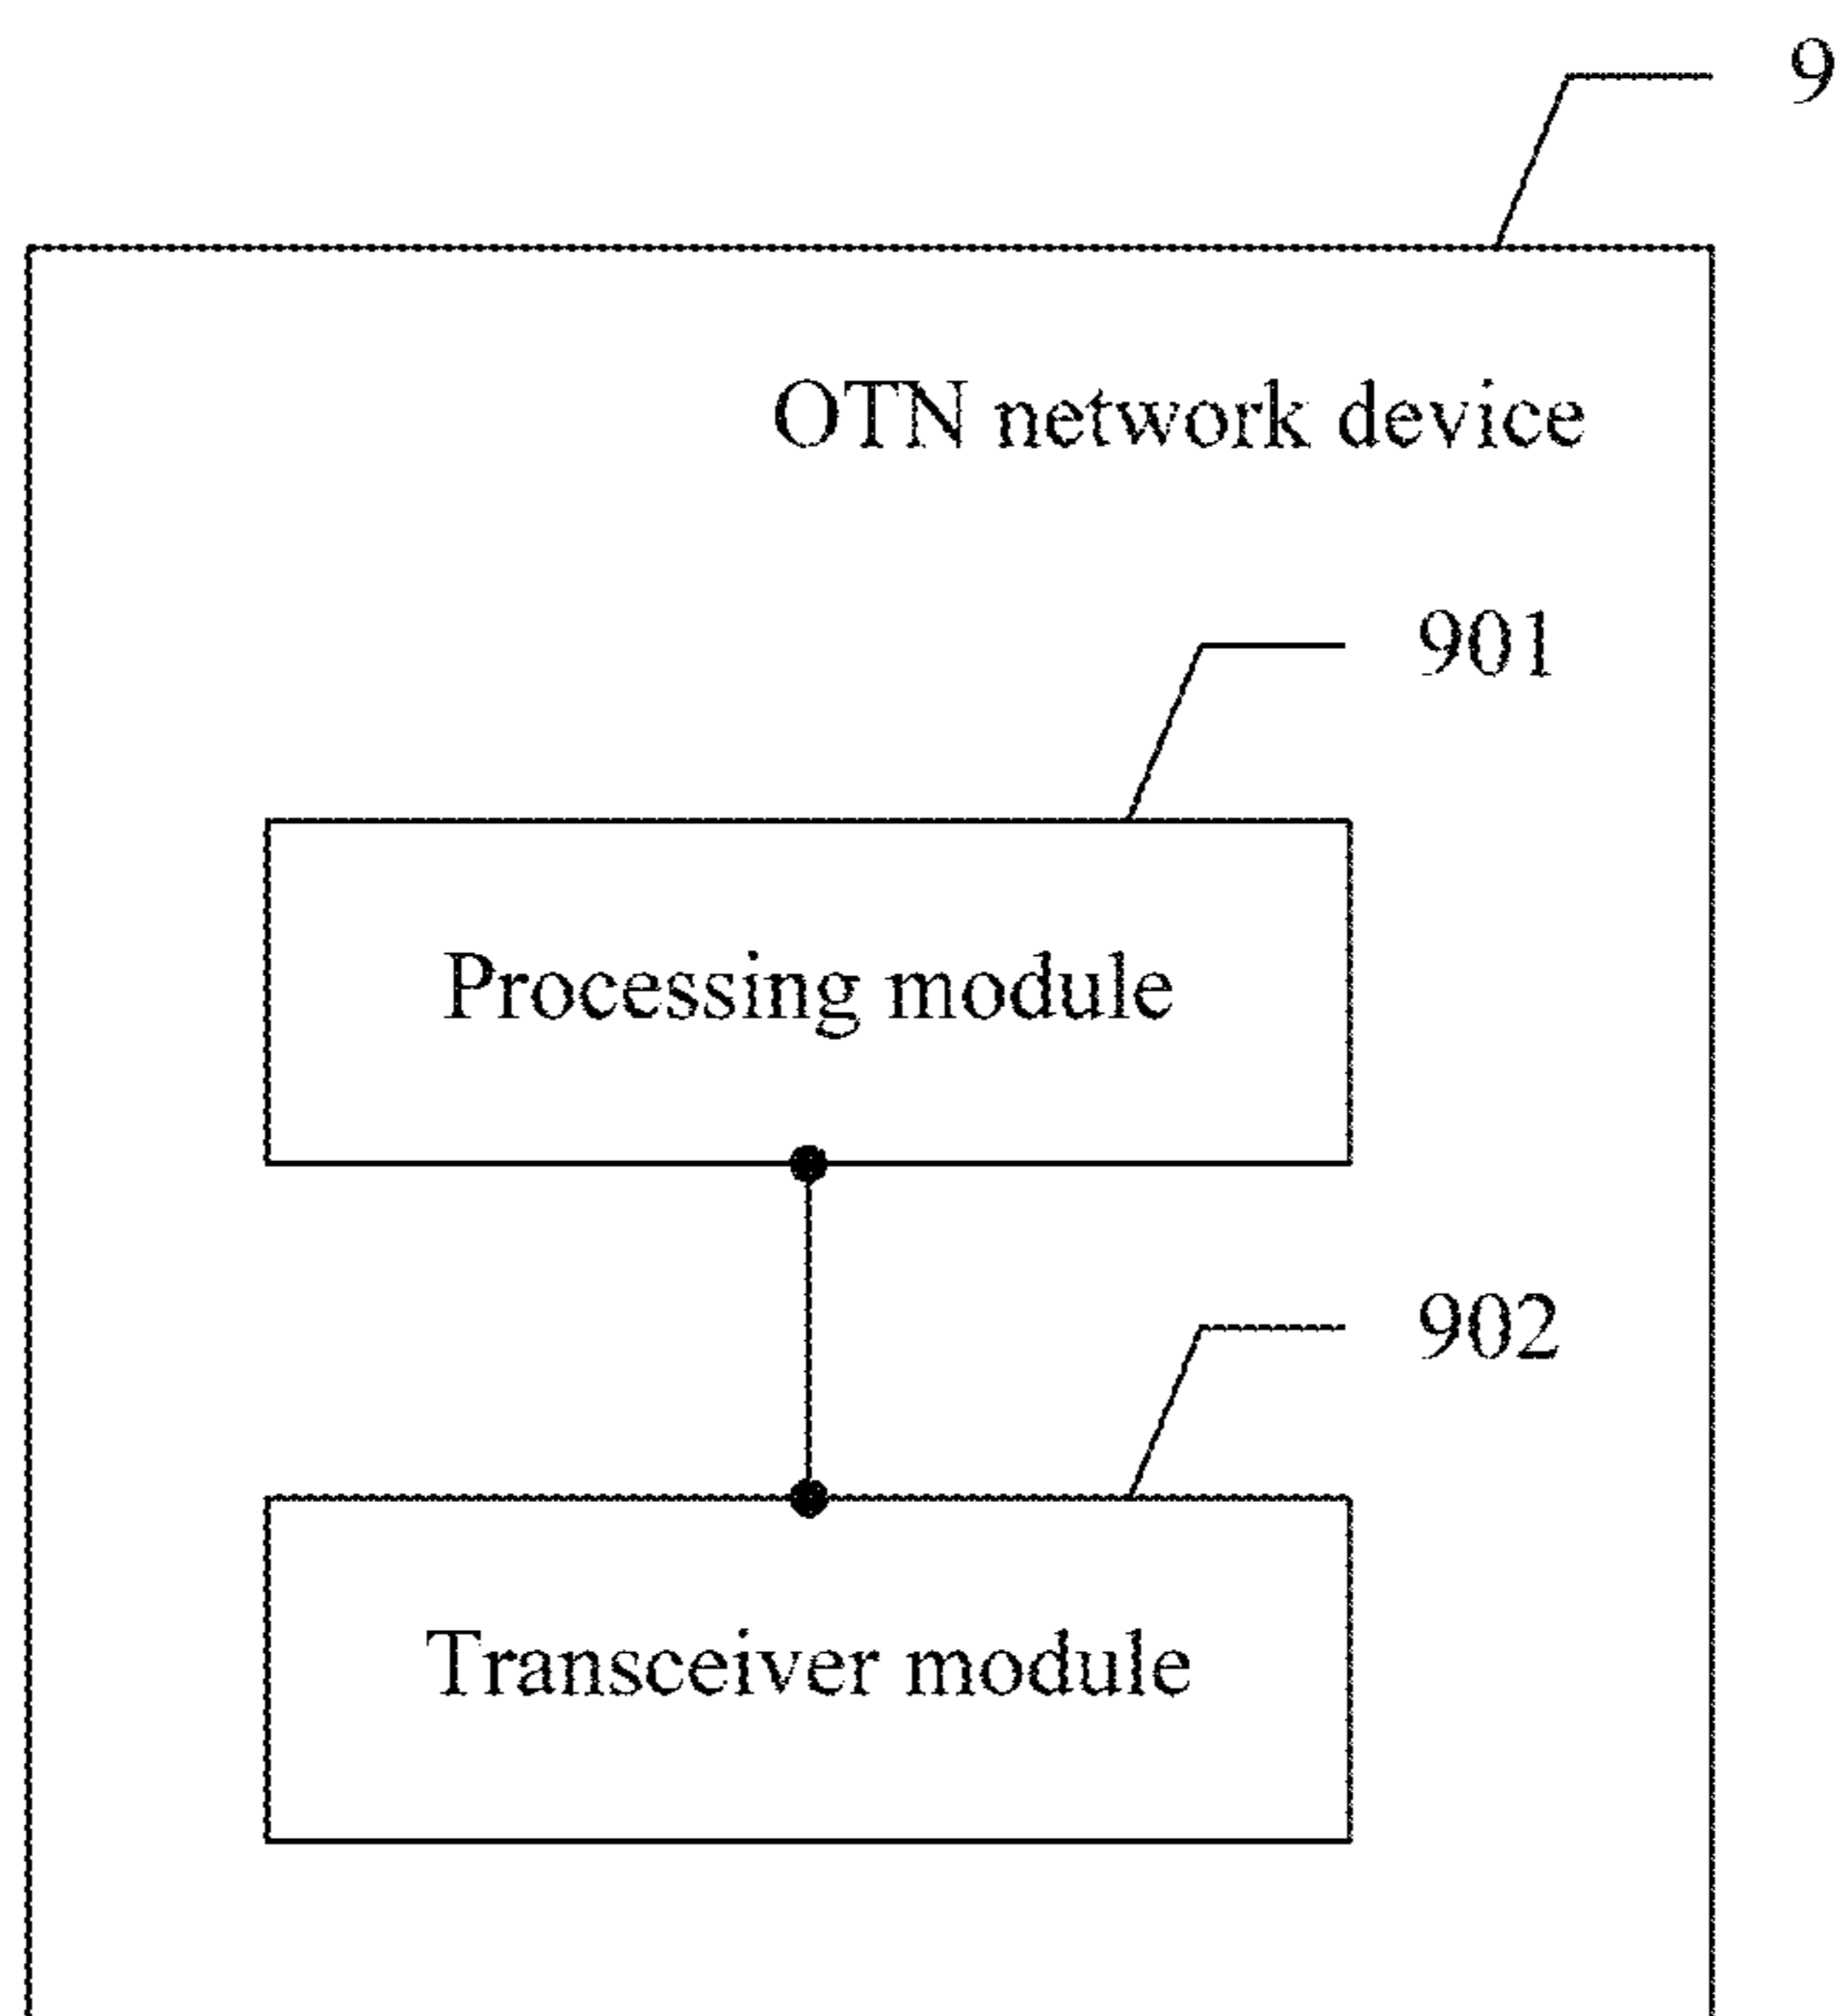 9
OTN network device
901
Processing module
902
Transceiver module